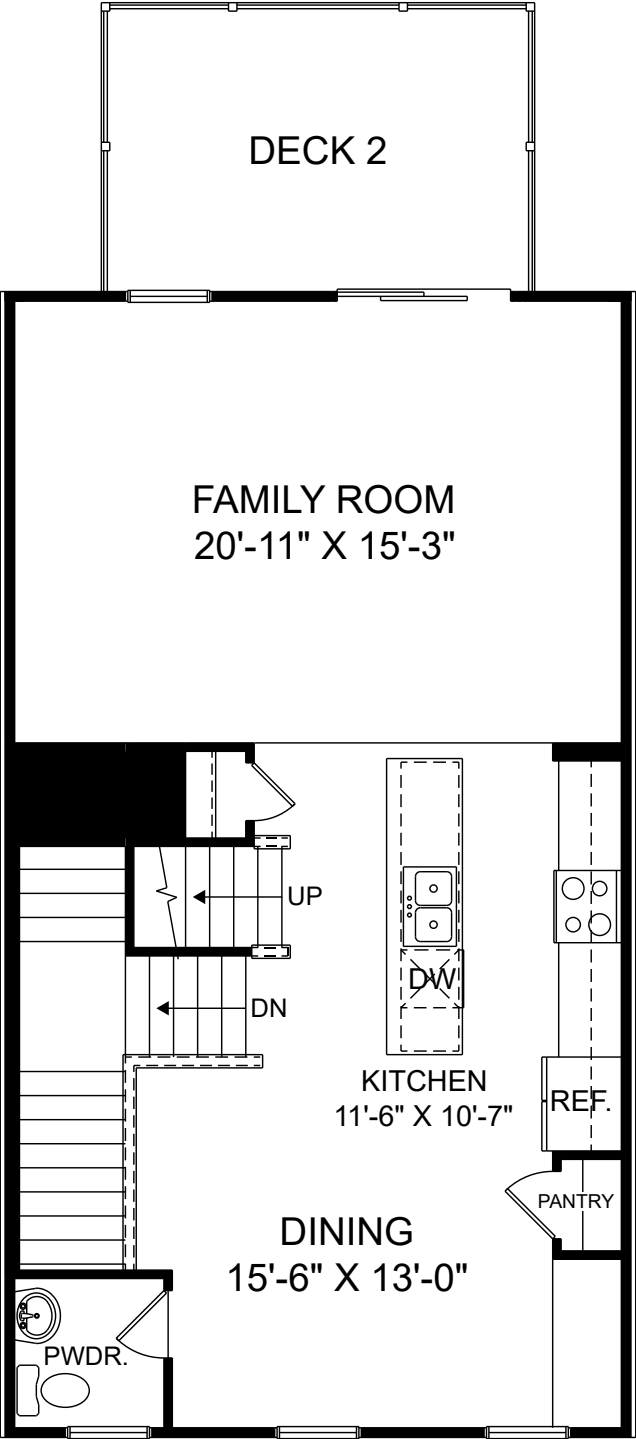 DECK 2
FAMILY ROOM
20'-11" X 15'-3"
UP
DW
DN
KITCHEN
11'-6" X 10'-7"
REF.
PANTRY
DINING
15'-6" X 13'-0"
PWDR.